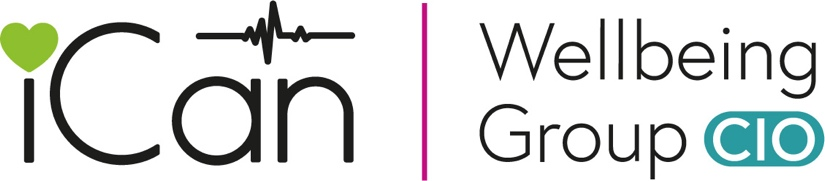 iCan
Wellbeing
Group CIO